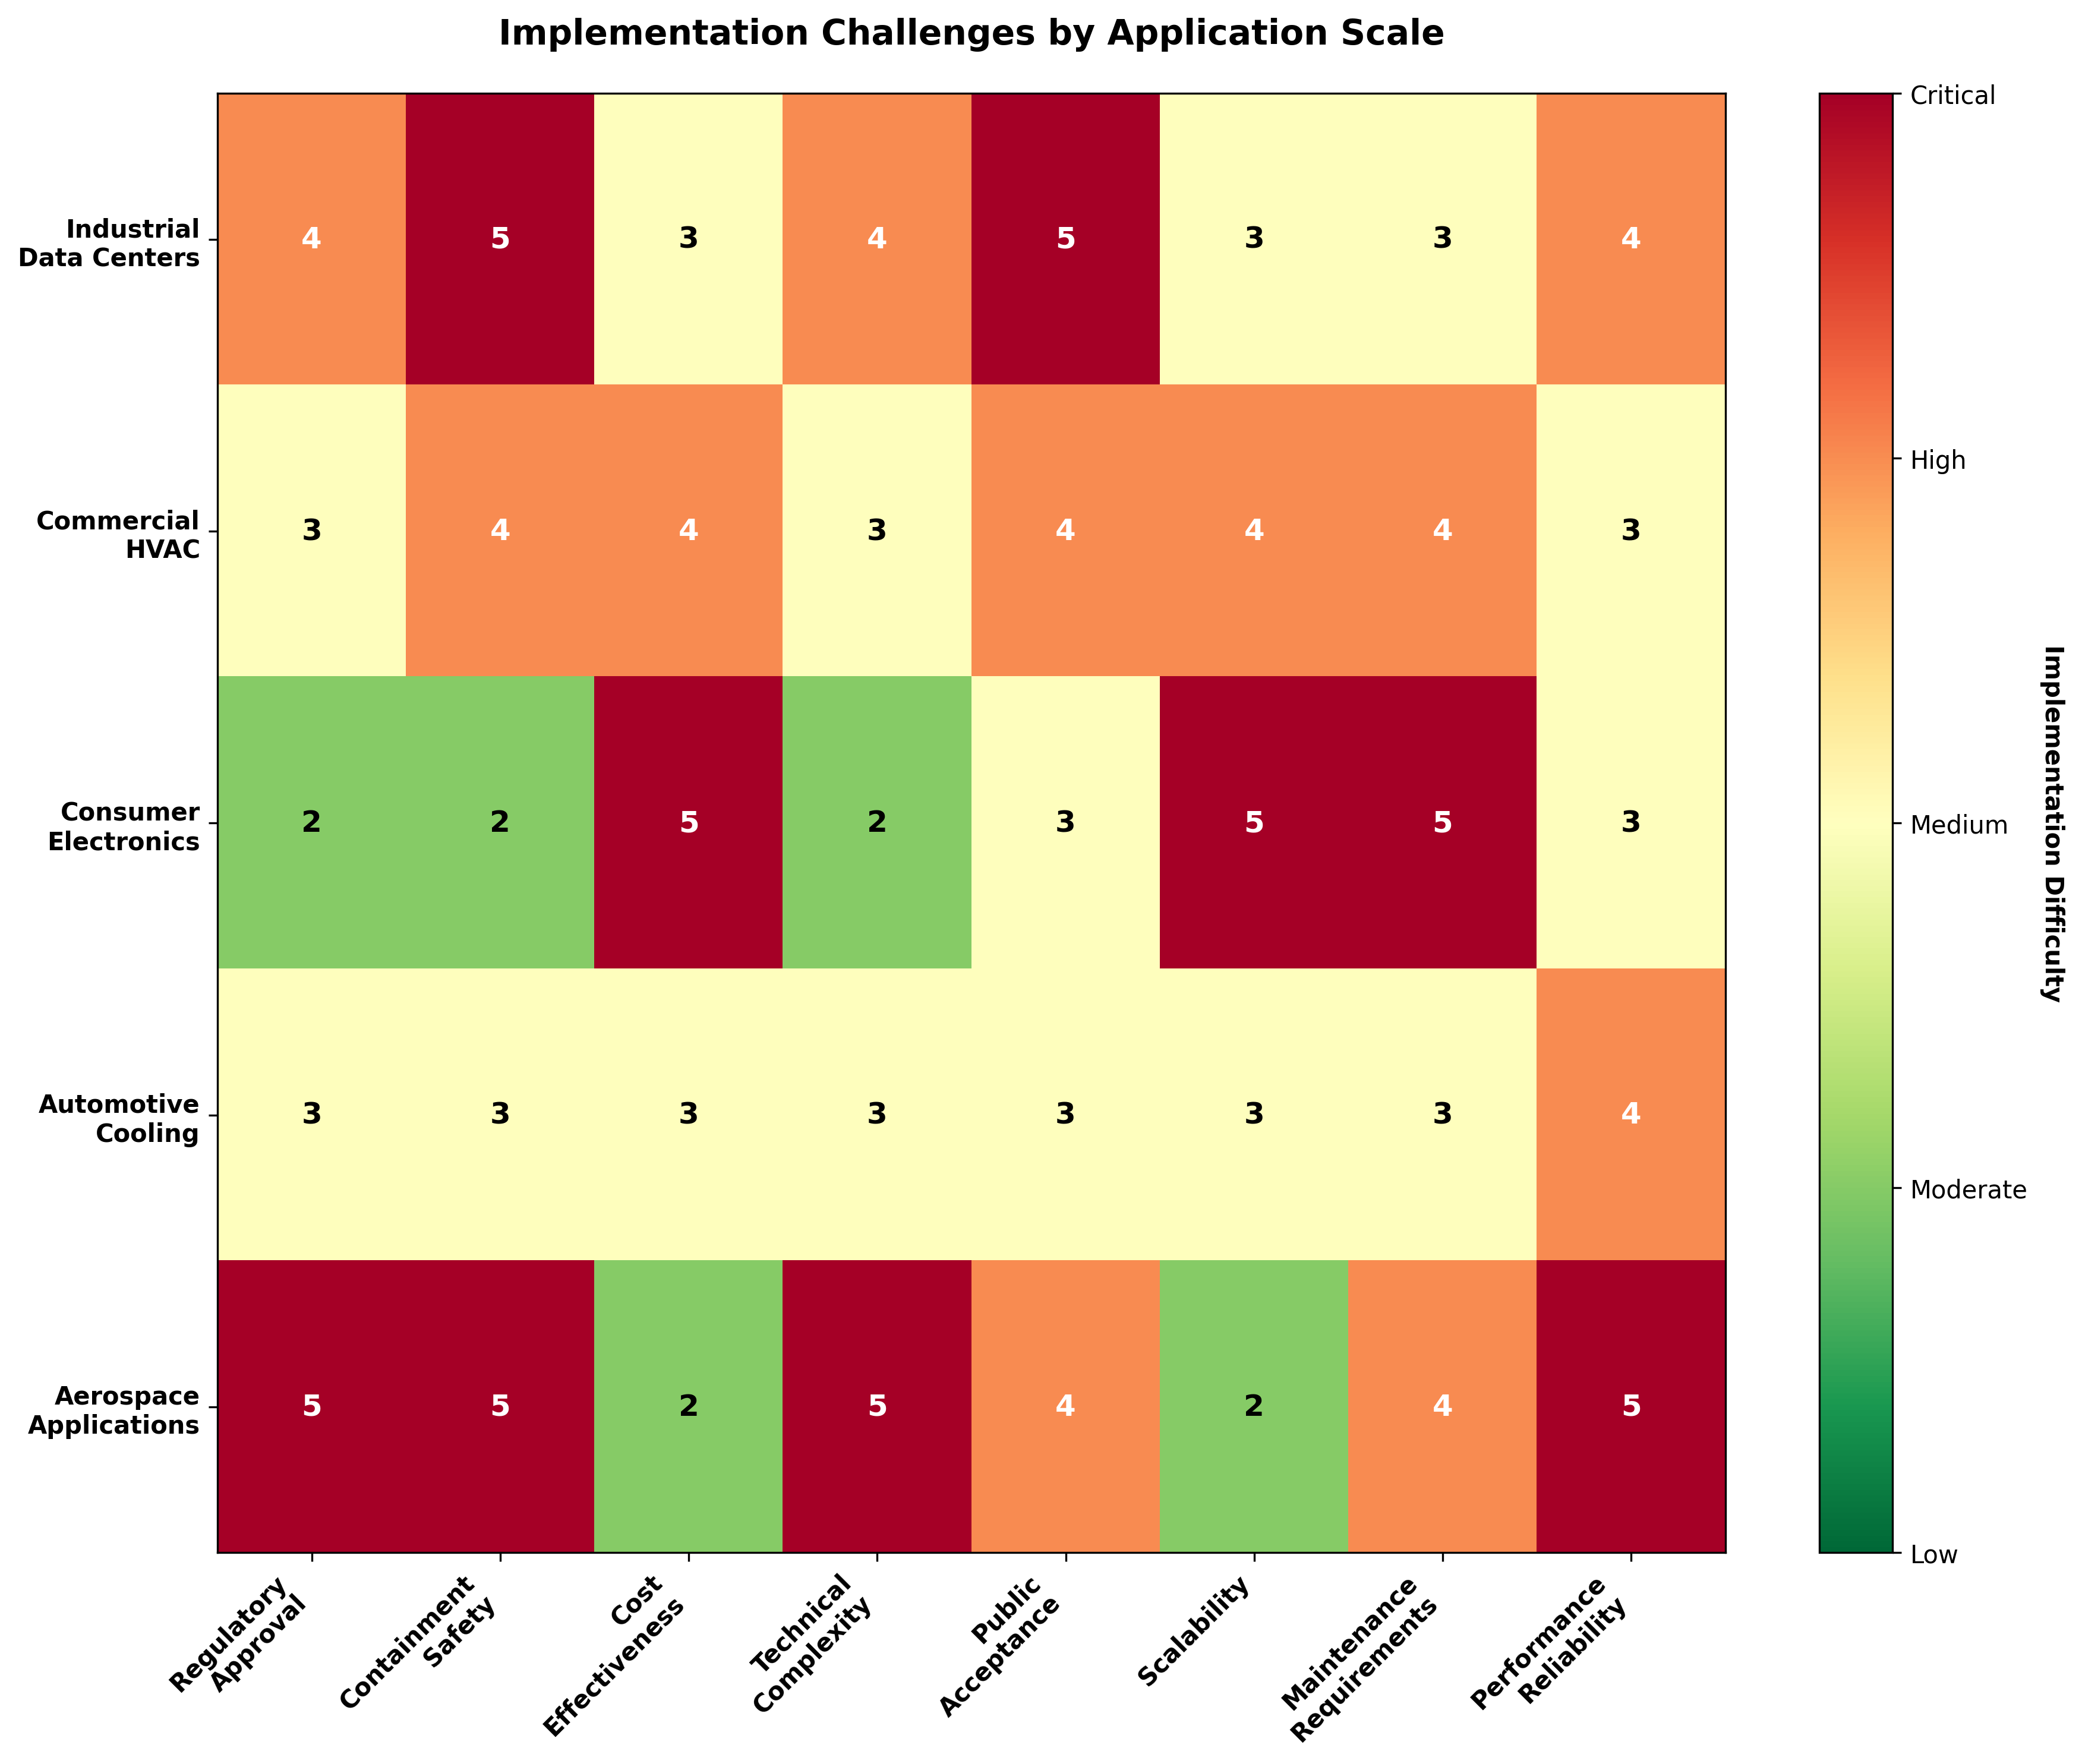 Implementation Challenges by Application Scale
Industrial
Data Centers
4 5 3 4 5 3 3 4
Commercial
HVAC
3 4 4 3 4 4 4 3
Consumer
Electronics
2 2 5 2 3 5 5 3
Automotive
Cooling
3 3 3 3 3 3 3 4
Aerospace
Applications
5 5 2 5 4 2 4 5
Regulatory
Approval
Containment
Safety
Cost
Effectiveness
Technical
Complexity
Public
Acceptance
Scalability
Maintenance
Requirements
Performance
Reliability
Critical
High
Medium
Moderate
Low
Implementation Difficulty